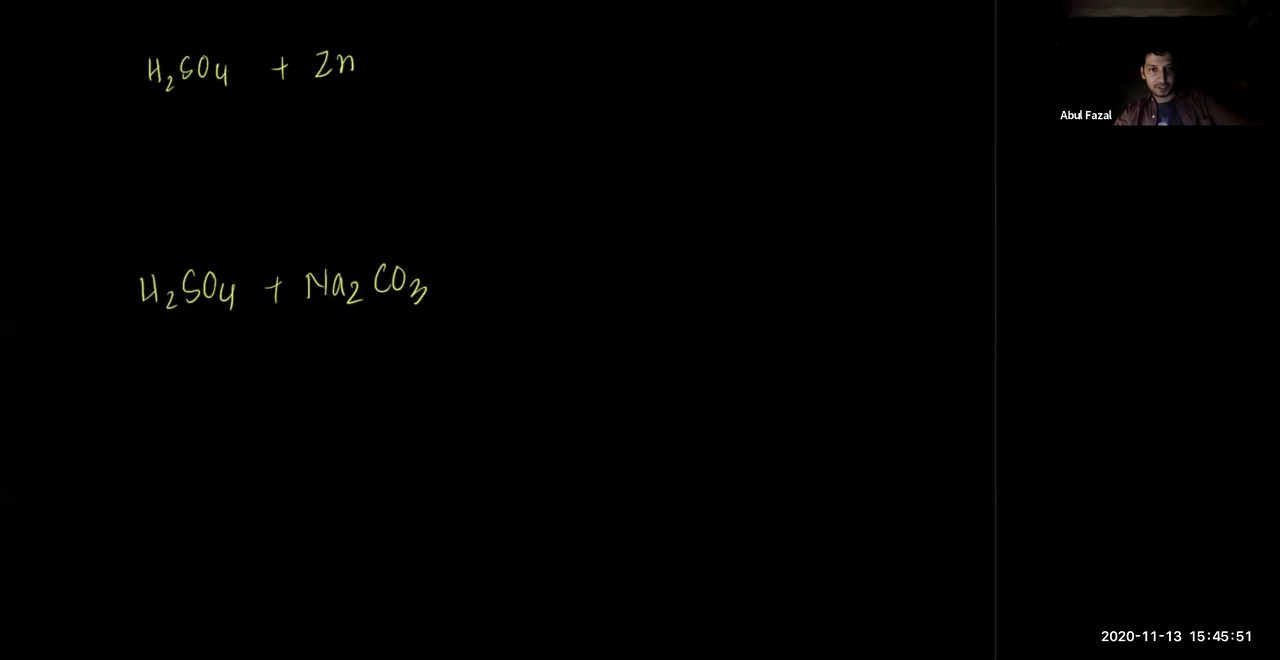 H₂SO₄ + Zn
Abul Fazal
H₂SO₄ + Na₂CO₃
2020-11-13 15:45:51